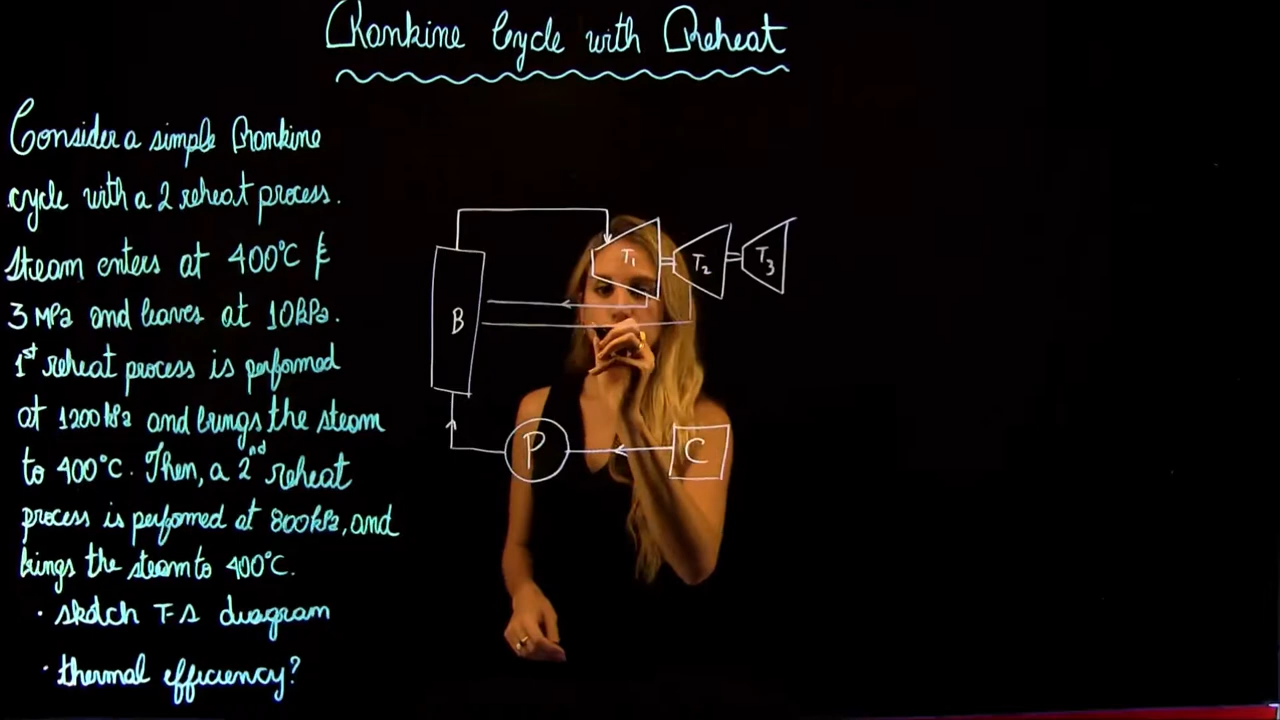 Rankine Cycle with Reheat
Consider a simple Rankine
cycle with a 2 reheat process.
Steam enters at 400°C &
3 MPa and leaves at 10kPa.
1st reheat process is performed
at 1200kPa and brings the steam
to 400°C. Then, a 2nd reheat
process is perfomed at 800kPa, and
brings the steam to 400°C.
· sketch T-S diagram
· thermal efficiency?
T1
T2
T3
B
P
C